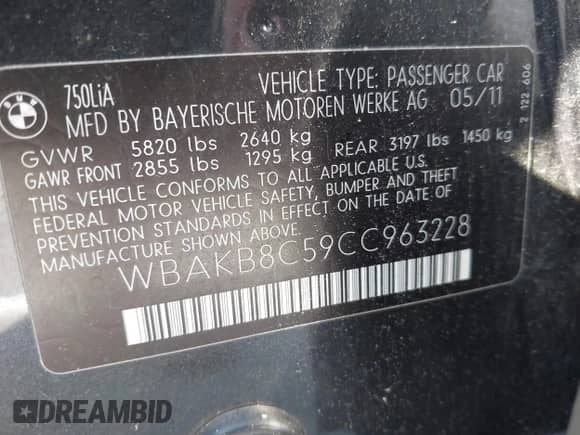 BMW
750LiA
VEHICLE TYPE: PASSENGER CAR
MFD BY BAYERISCHE MOTOREN WERKE AG 05/11
GVWR 5820 lbs 2640 kg
GAWR FRONT 2855 lbs 1295 kg REAR 3197 lbs 1450 kg
THIS VEHICLE CONFORMS TO ALL APPLICABLE U.S.
FEDERAL MOTOR VEHICLE SAFETY, BUMPER AND THEFT
PREVENTION STANDARDS IN EFFECT ON THE DATE OF
MANUFACTURE SHOWN ABOVE.
WBAKB8C59CC963228
2 122 606
DREAMBID